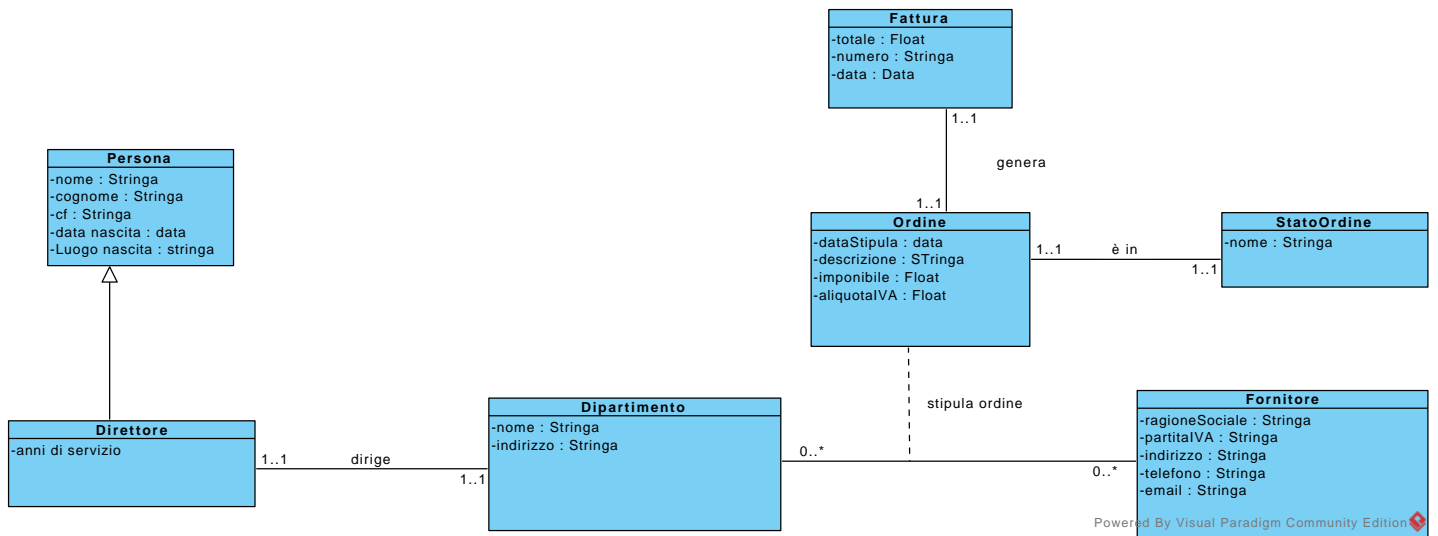 Fattura
-totale : Float
-numero : Stringa
-data : Data
1..1
genera
1..1
Persona
-nome : Stringa
-cognome : Stringa
-cf : Stringa
-data nascita : data
-Luogo nascita : stringa
Ordine
-dataStipula : data
-descrizione : STringa
-imponibile : Float
-aliquotaIVA : Float
1..1
è in
1..1
StatoOrdine
-nome : Stringa
stipula ordine
Direttore
-anni di servizio
1..1
dirige
1..1
Dipartimento
-nome : Stringa
-indirizzo : Stringa
0..*
0..*
Fornitore
-ragioneSociale : Stringa
-partitaIVA : Stringa
-indirizzo : Stringa
-telefono : Stringa
-email : Stringa
Powered By Visual Paradigm Community Edition